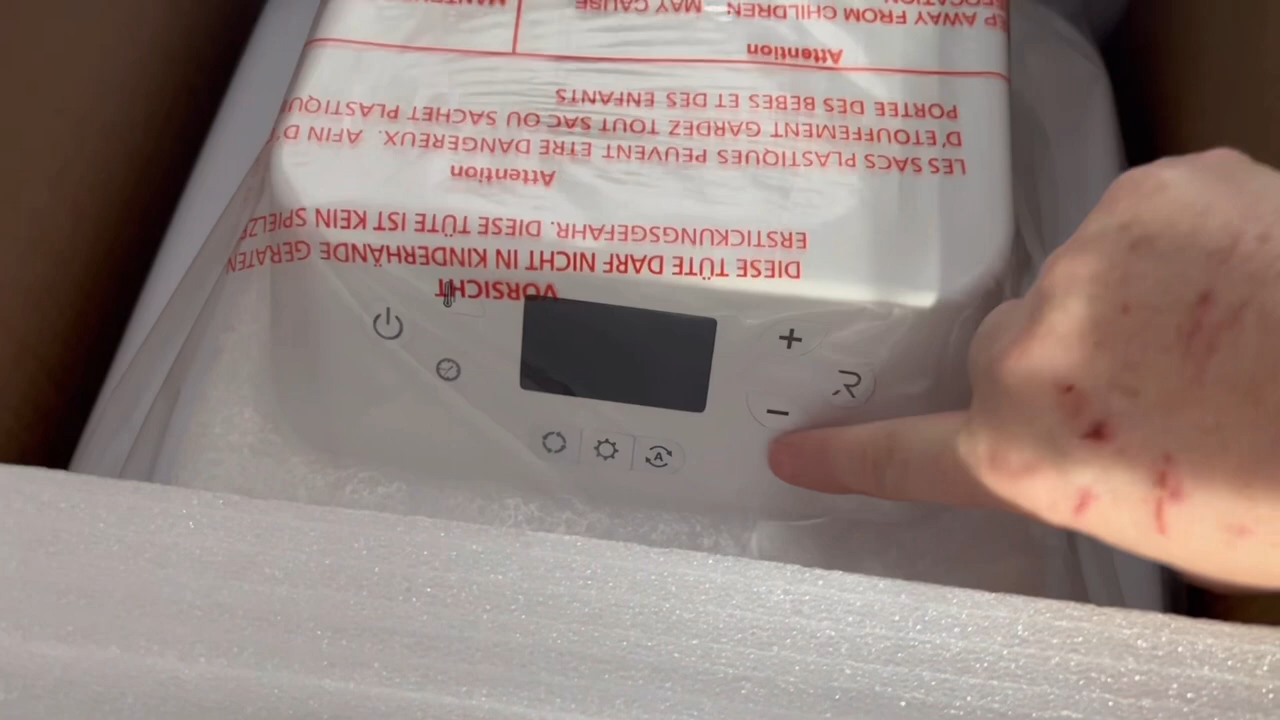 VORSICHT
DIESE TÜTE DARF NICHT IN KINDERHÄNDE GERATEN
ERSTICKUNGSGEFAHR. DIESE TÜTE IST KEIN SPIELZE
Attention
LES SACS PLASTIQUES PEUVENT ETRE DANGEREUX. AFIN D'
D'ETOUFFEMENT GARDEZ TOUT SAC OU SACHET PLASTIQU
PORTEE DES BEBES ET DES ENFANTS
Attention
EP AWAY FROM CHILDREN MAY CAUSE
+
R
−
A